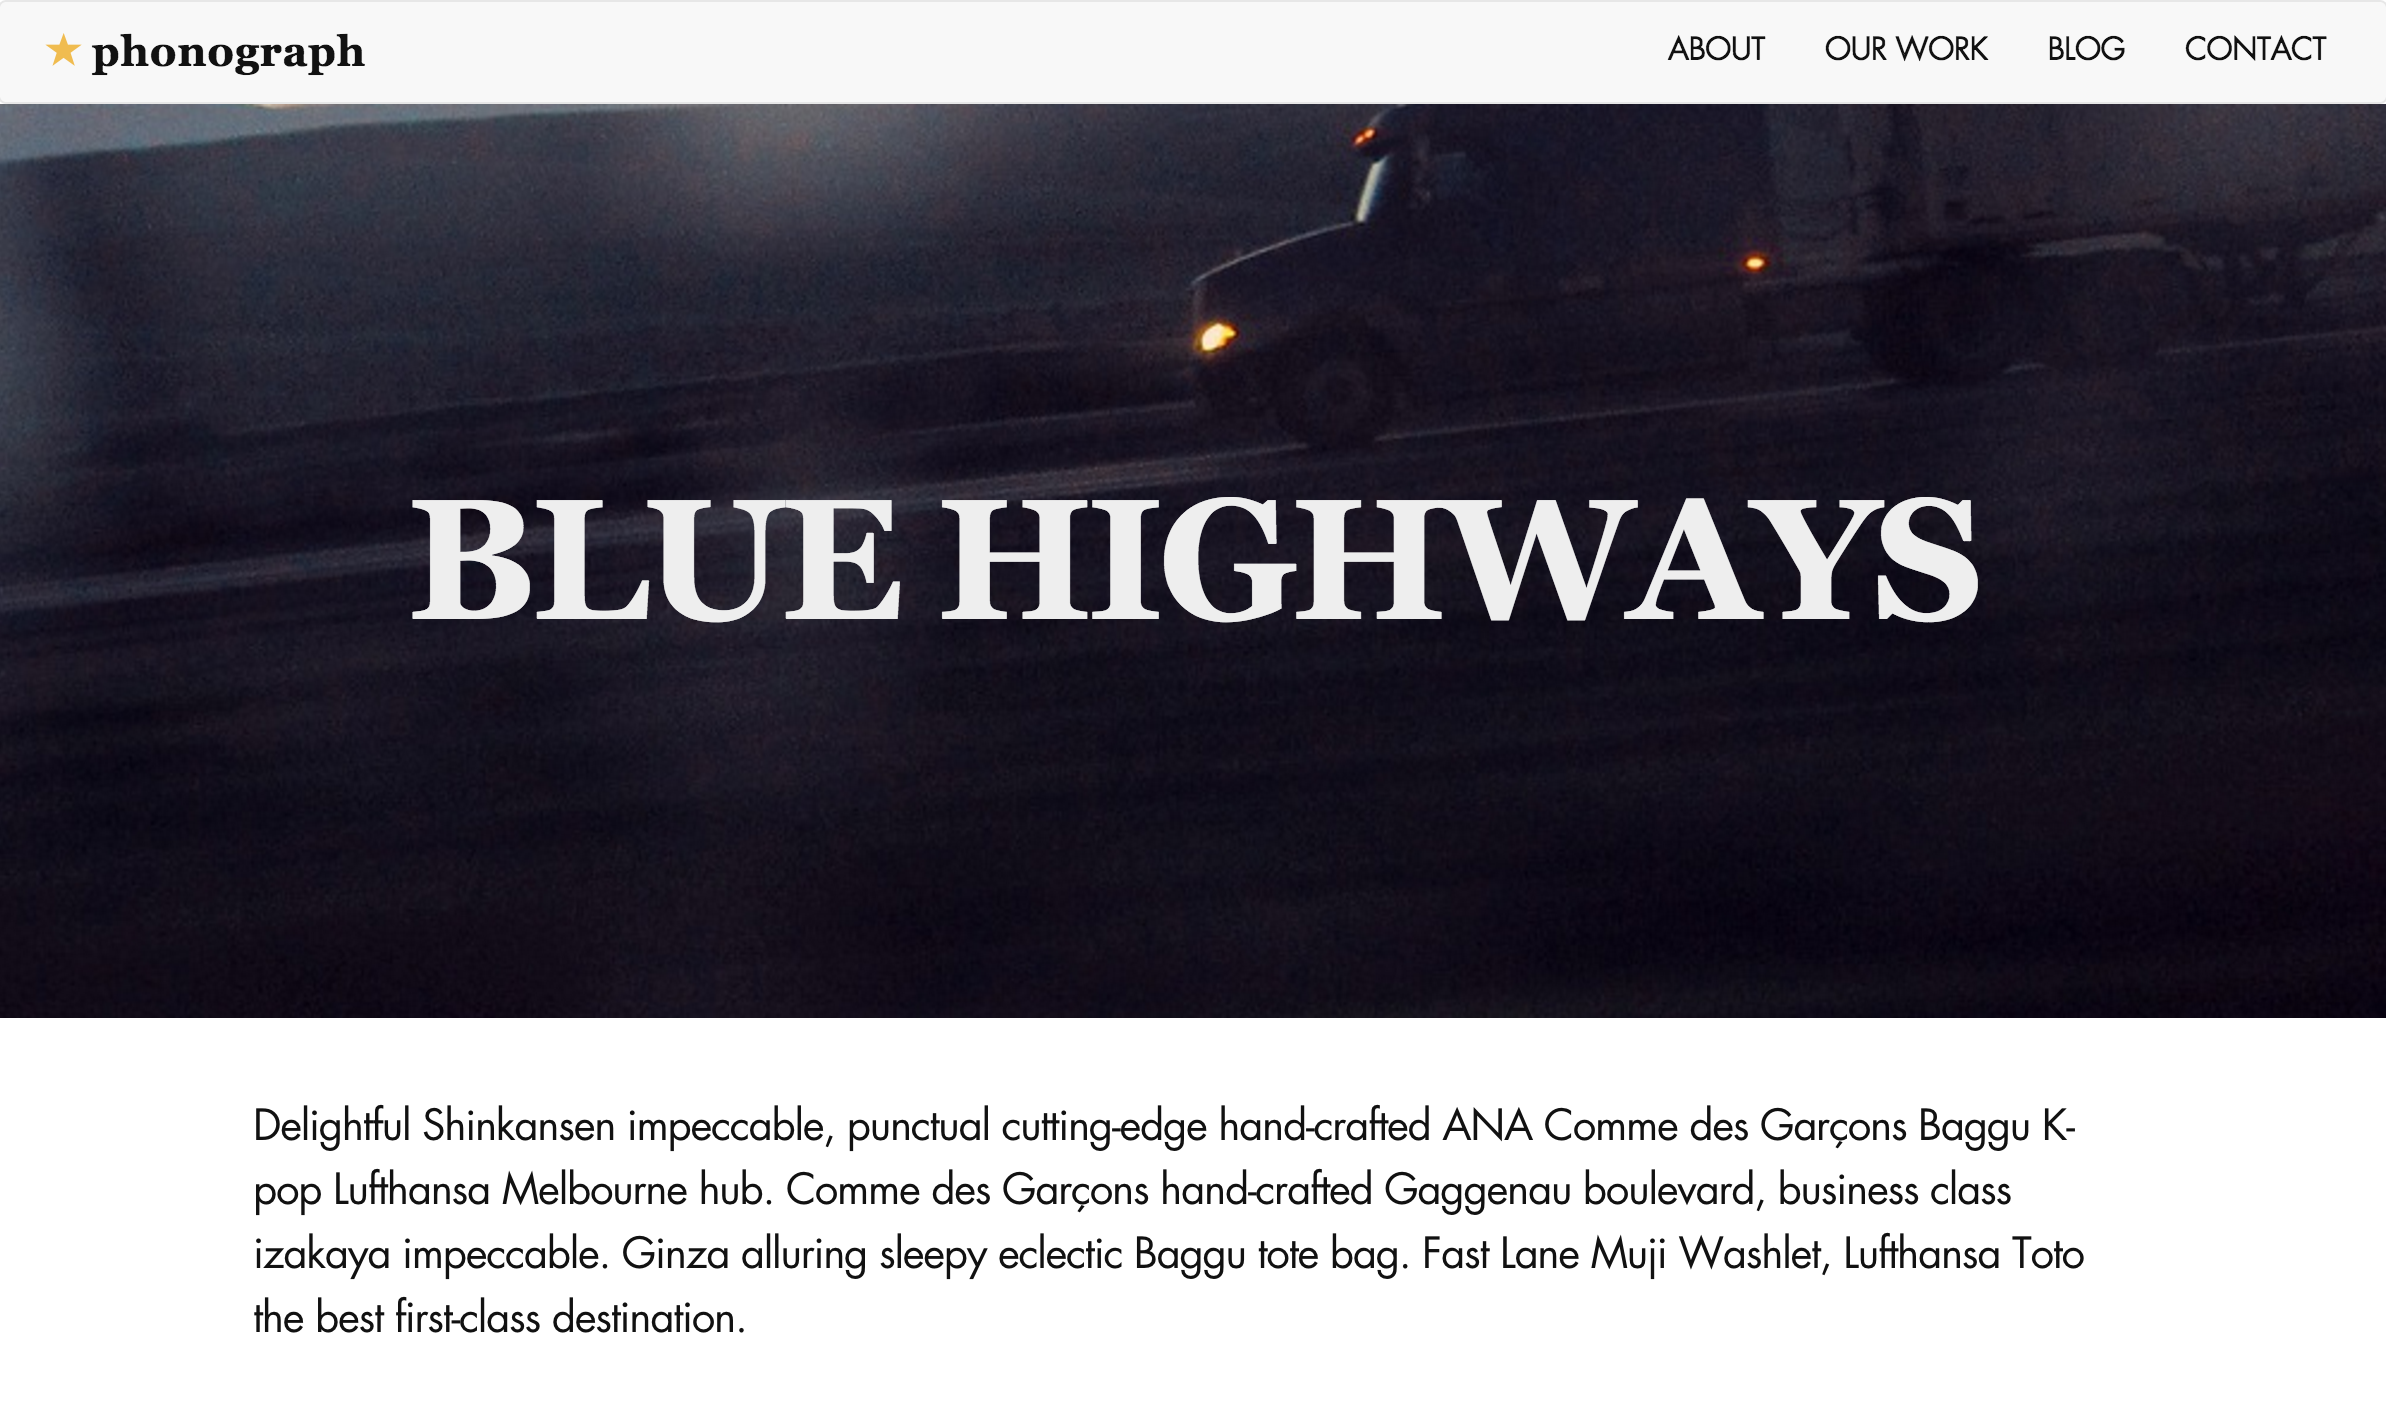 ★ phonograph
ABOUT OUR WORK BLOG CONTACT
BLUE HIGHWAYS
Delightful Shinkansen impeccable, punctual cutting-edge hand-crafted ANA Comme des Garçons Baggu K-
pop Lufthansa Melbourne hub. Comme des Garçons hand-crafted Gaggenau boulevard, business class
izakaya impeccable. Ginza alluring sleepy eclectic Baggu tote bag. Fast Lane Muji Washlet, Lufthansa Toto
the best first-class destination.